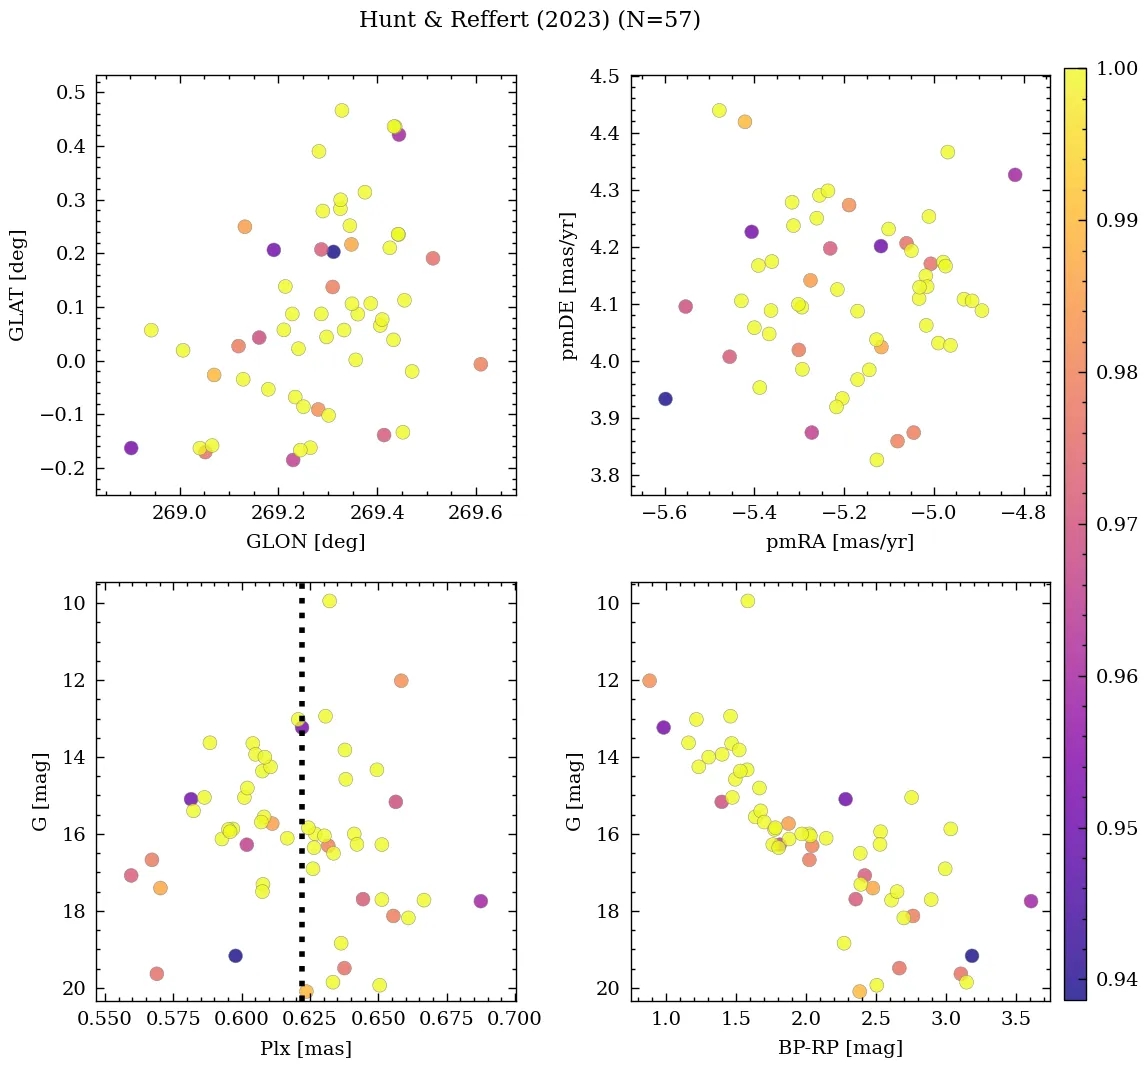 Hunt & Reffert (2023) (N=57)
0.5
0.4
0.3
0.2
0.1
0.0
−0.1
−0.2
GLAT [deg]
269.0 269.2 269.4 269.6
GLON [deg]
4.5
4.4
4.3
4.2
4.1
4.0
3.9
3.8
pmDE [mas/yr]
−5.6 −5.4 −5.2 −5.0 −4.8
pmRA [mas/yr]
10
12
14
16
18
20
G [mag]
0.550 0.575 0.600 0.625 0.650 0.675 0.700
Plx [mas]
10
12
14
16
18
20
G [mag]
1.0 1.5 2.0 2.5 3.0 3.5
BP-RP [mag]
1.00
0.99
0.98
0.97
0.96
0.95
0.94